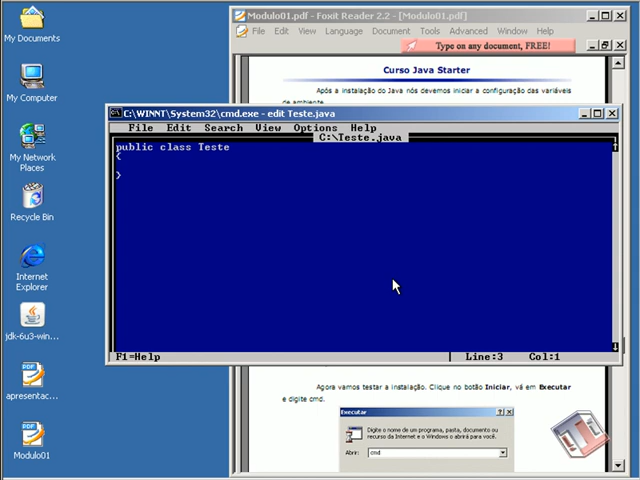 My Documents
My Computer
My Network
Places
Recycle Bin
Internet
Explorer
jdk-6u3-win...
apresentac...
Modulo01
Modulo01.pdf - Foxit Reader 2.2 - [Modulo01.pdf]
File Edit View Language Document Tools Advanced Window Help
Type on any document, FREE!
Curso Java Starter
Após a instalação do Java nós devemos iniciar a configuração das variáveis
de ambiente
C:\WINNT\System32\cmd.exe - edit Teste.java
File Edit Search View Options Help
C:\Teste.java
public class Teste
{
}
F1=Help Line:3 Col:1
Agora vamos testar a instalação. Clique no botão Iniciar, vá em Executar
e digite cmd.
Executar
Digite o nome de um programa, pasta, documento ou
recurso da Internet e o Windows o abrirá para você.
Abrir: cmd